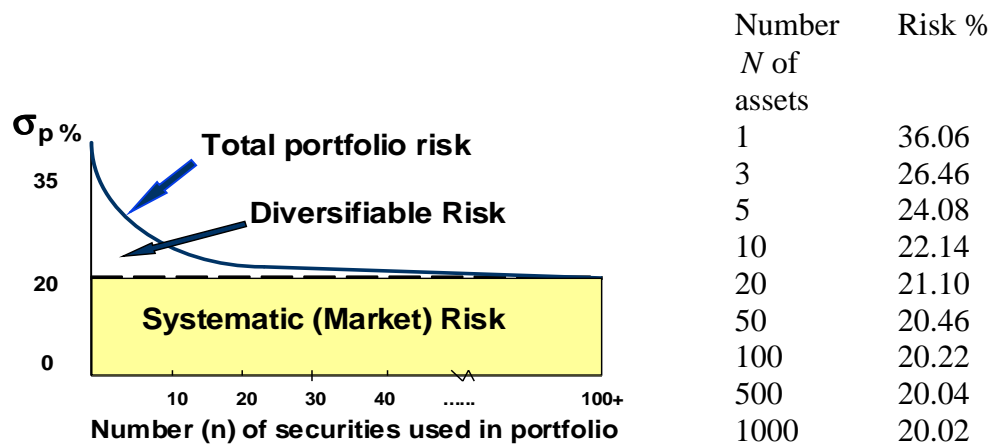 σp %
35
20
0
Total portfolio risk
Diversifiable Risk
Systematic (Market) Risk
10 20 30 40 ...... 100+
Number (n) of securities used in portfolio
Number Risk %
N of
assets
1 36.06
3 26.46
5 24.08
10 22.14
20 21.10
50 20.46
100 20.22
500 20.04
1000 20.02